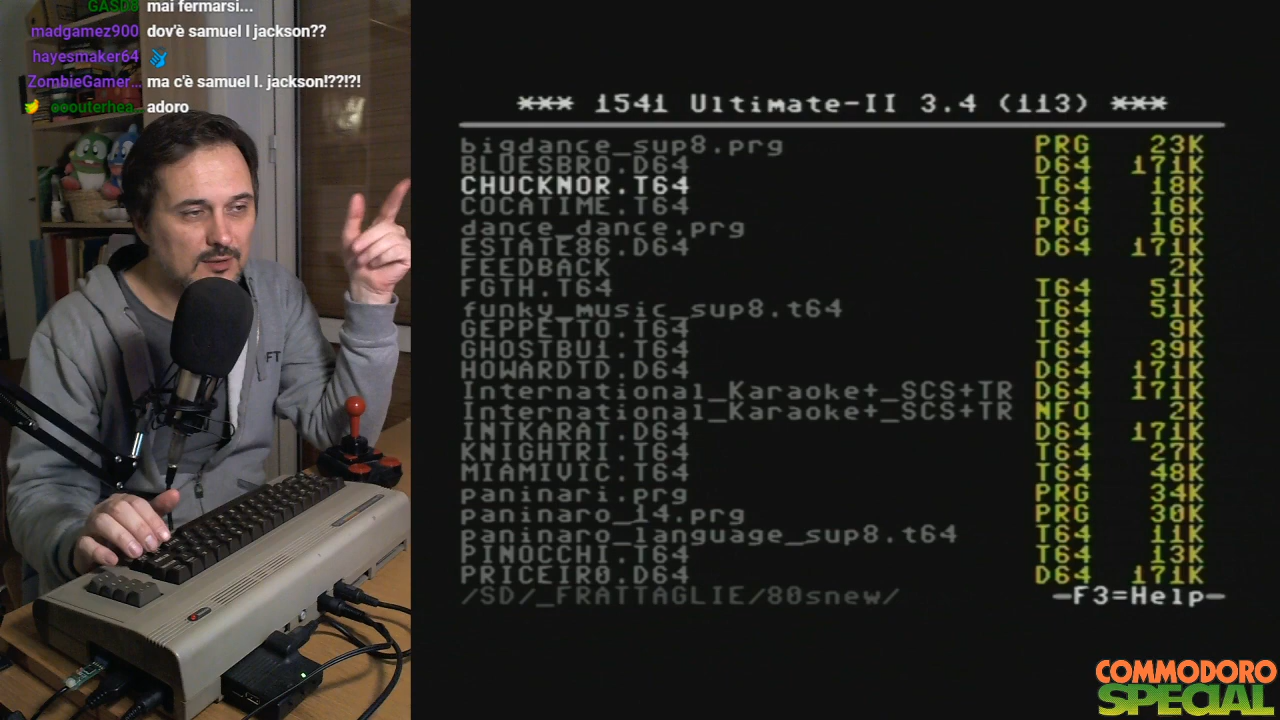 GASD8 mai fermarsi...
madgamez900 dov'è samuel l jackson??
hayesmaker64
ZombieGamer... ma c'è samuel l. jackson!??!?!
ooouterhea... adoro
*** 1541 Ultimate-II 3.4 (113) ***
bigdance_sup8.prg PRG 23K
BLUESBRO.D64 D64 171K
CHUCKNOR.T64 T64 18K
COCATIME.T64 T64 16K
dance_dance.prg PRG 16K
ESTATE86.D64 D64 171K
FEEDBACK 2K
FGTH.T64 T64 51K
funky_music_sup8.t64 T64 51K
GEPPETTO.T64 T64 9K
GHOSTBU1.T64 T64 39K
HOWARDTD.D64 D64 171K
International_Karaoke+_SCS+TR D64 171K
International_Karaoke+_SCS+TR NFO 2K
INTKARAT.D64 D64 171K
KNIGHTRI.T64 T64 27K
MIAMIVIC.T64 T64 48K
paninari.prg PRG 34K
paninaro_14.prg PRG 30K
paninaro_language_sup8.t64 T64 11K
PINOCCHI.T64 T64 13K
PRICEIR0.D64 D64 171K
/SD/_FRATTAGLIE/80snew/ F3=Help
FT
COMMODORO
SPECIAL